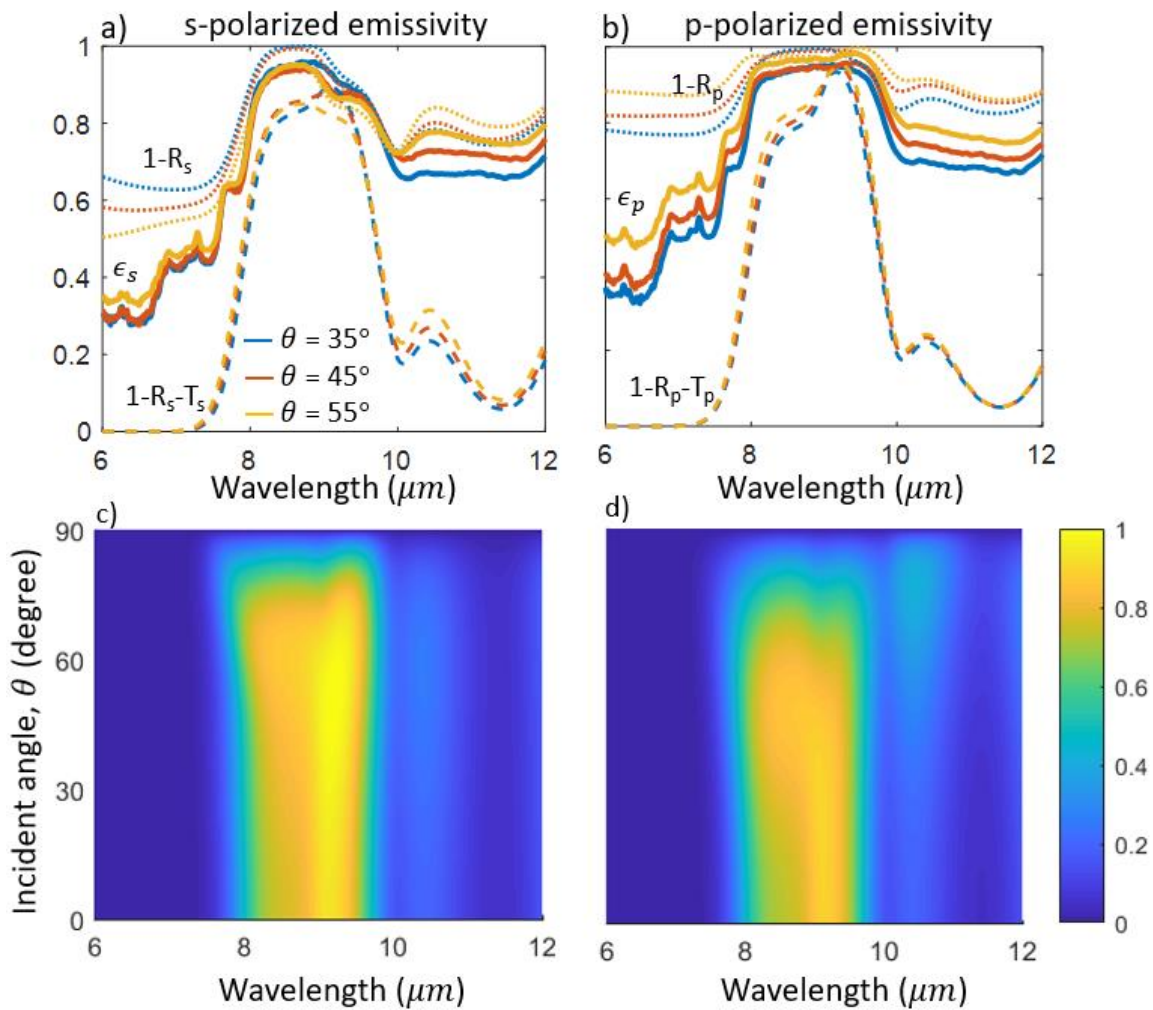 a) s-polarized emissivity
b) p-polarized emissivity
1
0.8
0.6
0.4
0.2
0
1-Rₛ
ϵₛ
1-Rₛ-Tₛ
θ = 35°
θ = 45°
θ = 55°
6 8 10 12
Wavelength (μm)
1-Rₚ
ϵₚ
1-Rₚ-Tₚ
6 8 10 12
Wavelength (μm)
c)
90
60
30
0
Incident angle, θ (degree)
6 8 10 12
Wavelength (μm)
d)
6 8 10 12
Wavelength (μm)
1
0.8
0.6
0.4
0.2
0